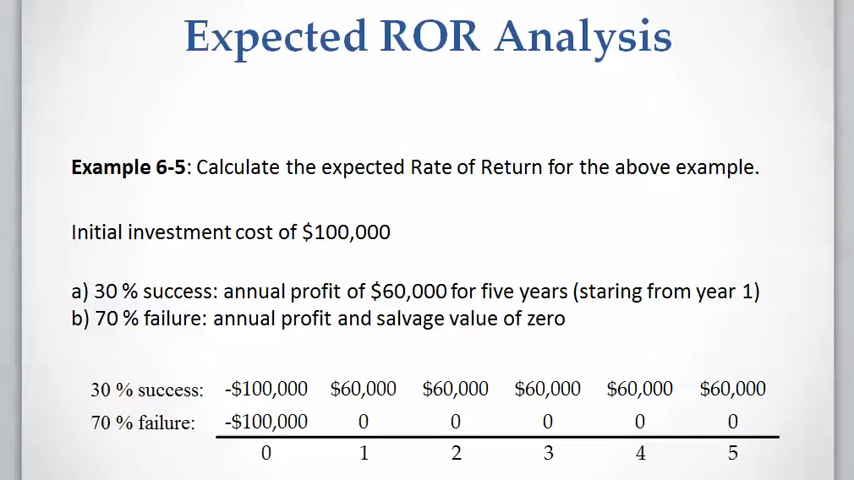 Expected ROR Analysis
Example 6-5: Calculate the expected Rate of Return for the above example.
Initial investment cost of $100,000
a) 30 % success: annual profit of $60,000 for five years (staring from year 1)
b) 70 % failure: annual profit and salvage value of zero
30 % success: -$100,000 $60,000 $60,000 $60,000 $60,000 $60,000
70 % failure: -$100,000 0 0 0 0 0
0 1 2 3 4 5